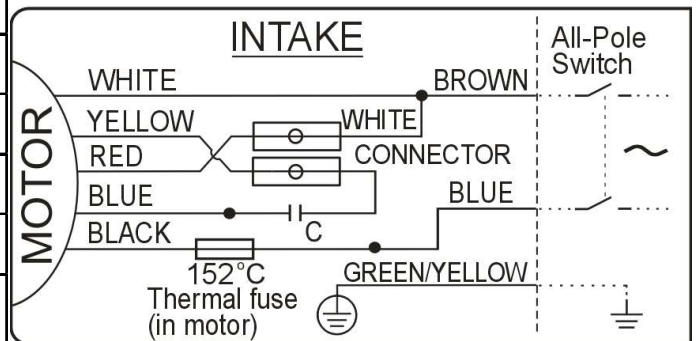 INTAKE
All-Pole
Switch
WHITE
BROWN
YELLOW
WHITE
RED
CONNECTOR
MOTOR
BLUE
BLUE
C
BLACK
152°C
GREEN/YELLOW
Thermal fuse
(in motor)